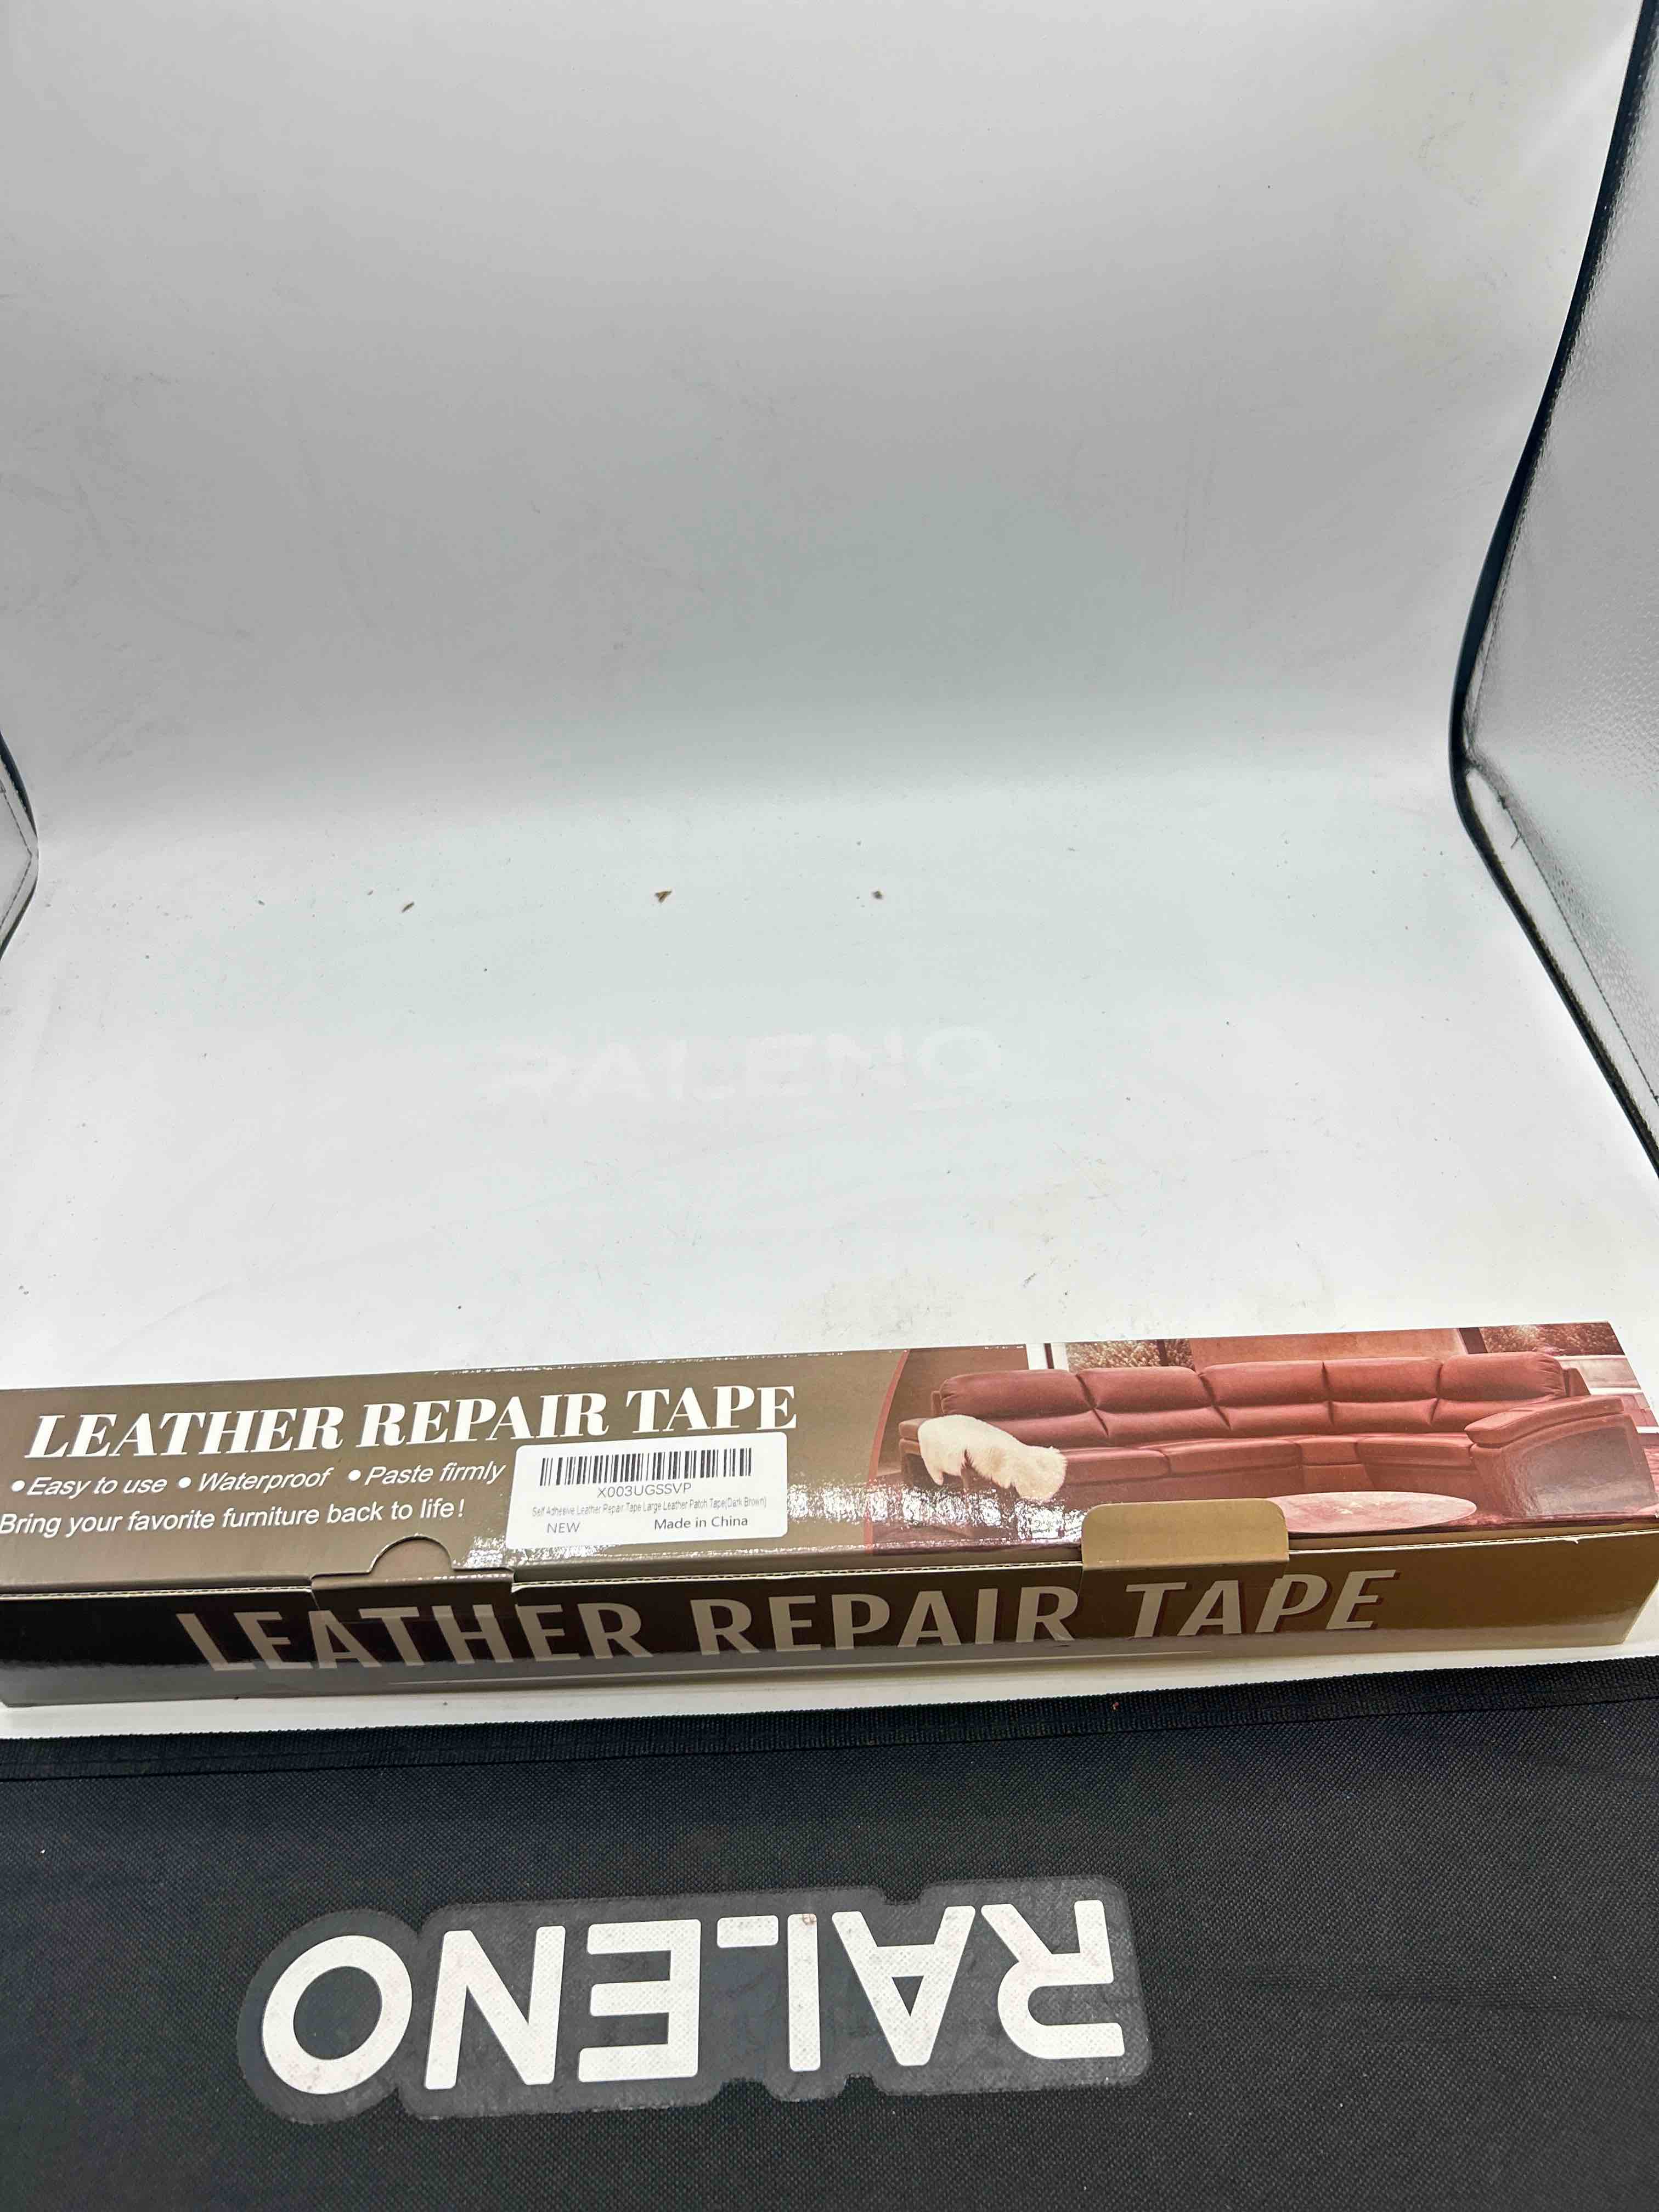 RALENO
LEATHER REPAIR TAPE
•Easy to use •Waterproof •Paste firmly
Bring your favorite furniture back to life!
X003UGSSVP
Self Adhesive Leather Repair Tape Large Leather Patch Tape(Dark Brown)
NEW Made in China
LEATHER REPAIR TAPE
RALENO